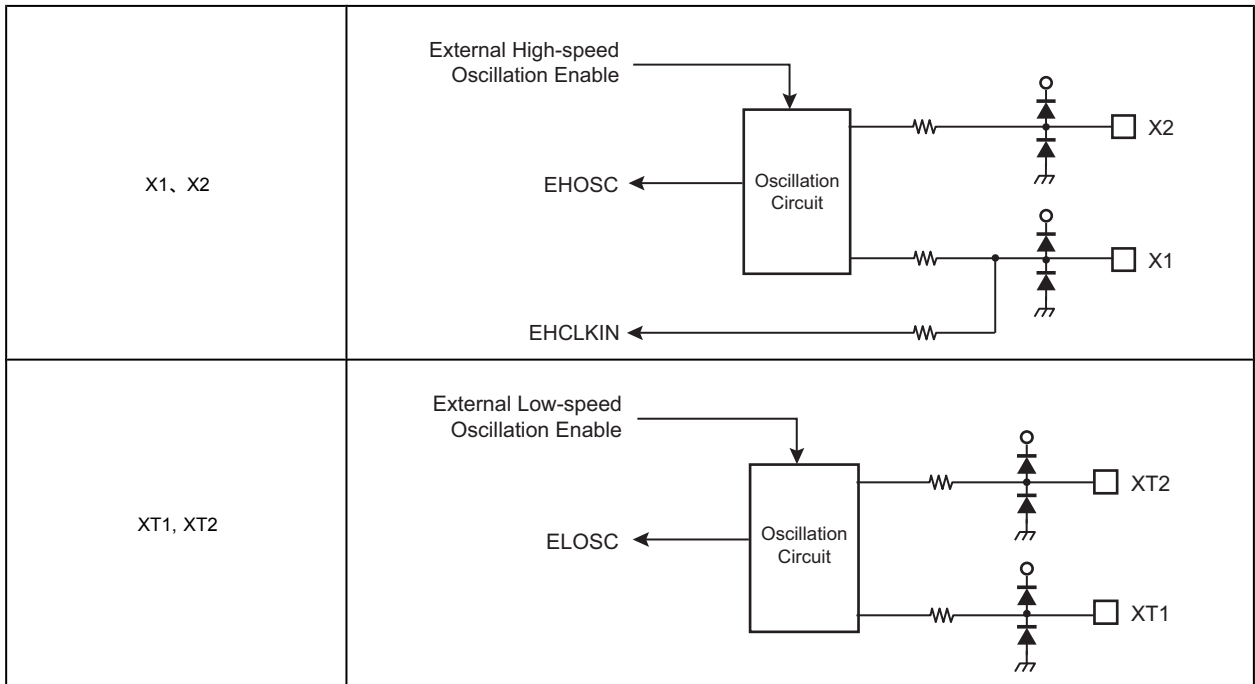 X1、X2
External High-speed
Oscillation Enable
X2
EHOSC
Oscillation
Circuit
X1
EHCLKIN
XT1, XT2
External Low-speed
Oscillation Enable
XT2
ELOSC
Oscillation
Circuit
XT1